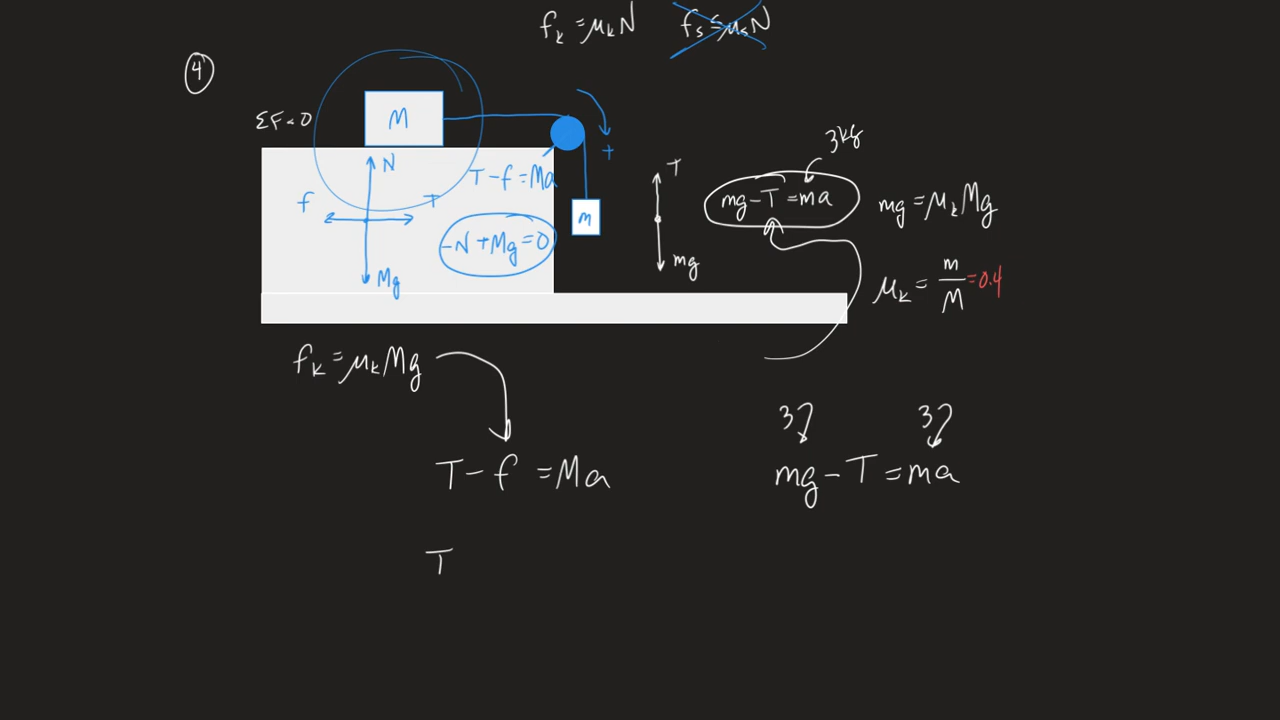 f_k = μ_k N    f_s ≤ μ_s N
④
ΣF = 0
M
N
T - f = Ma
+
m
f
T
-N + Mg = 0
Mg
T
mg
3kg
mg - T = ma
mg = μ_k Mg
μ_k = m/M = 0.4
f_k = μ_k Mg
3    3
T - f = Ma    mg - T = ma
T